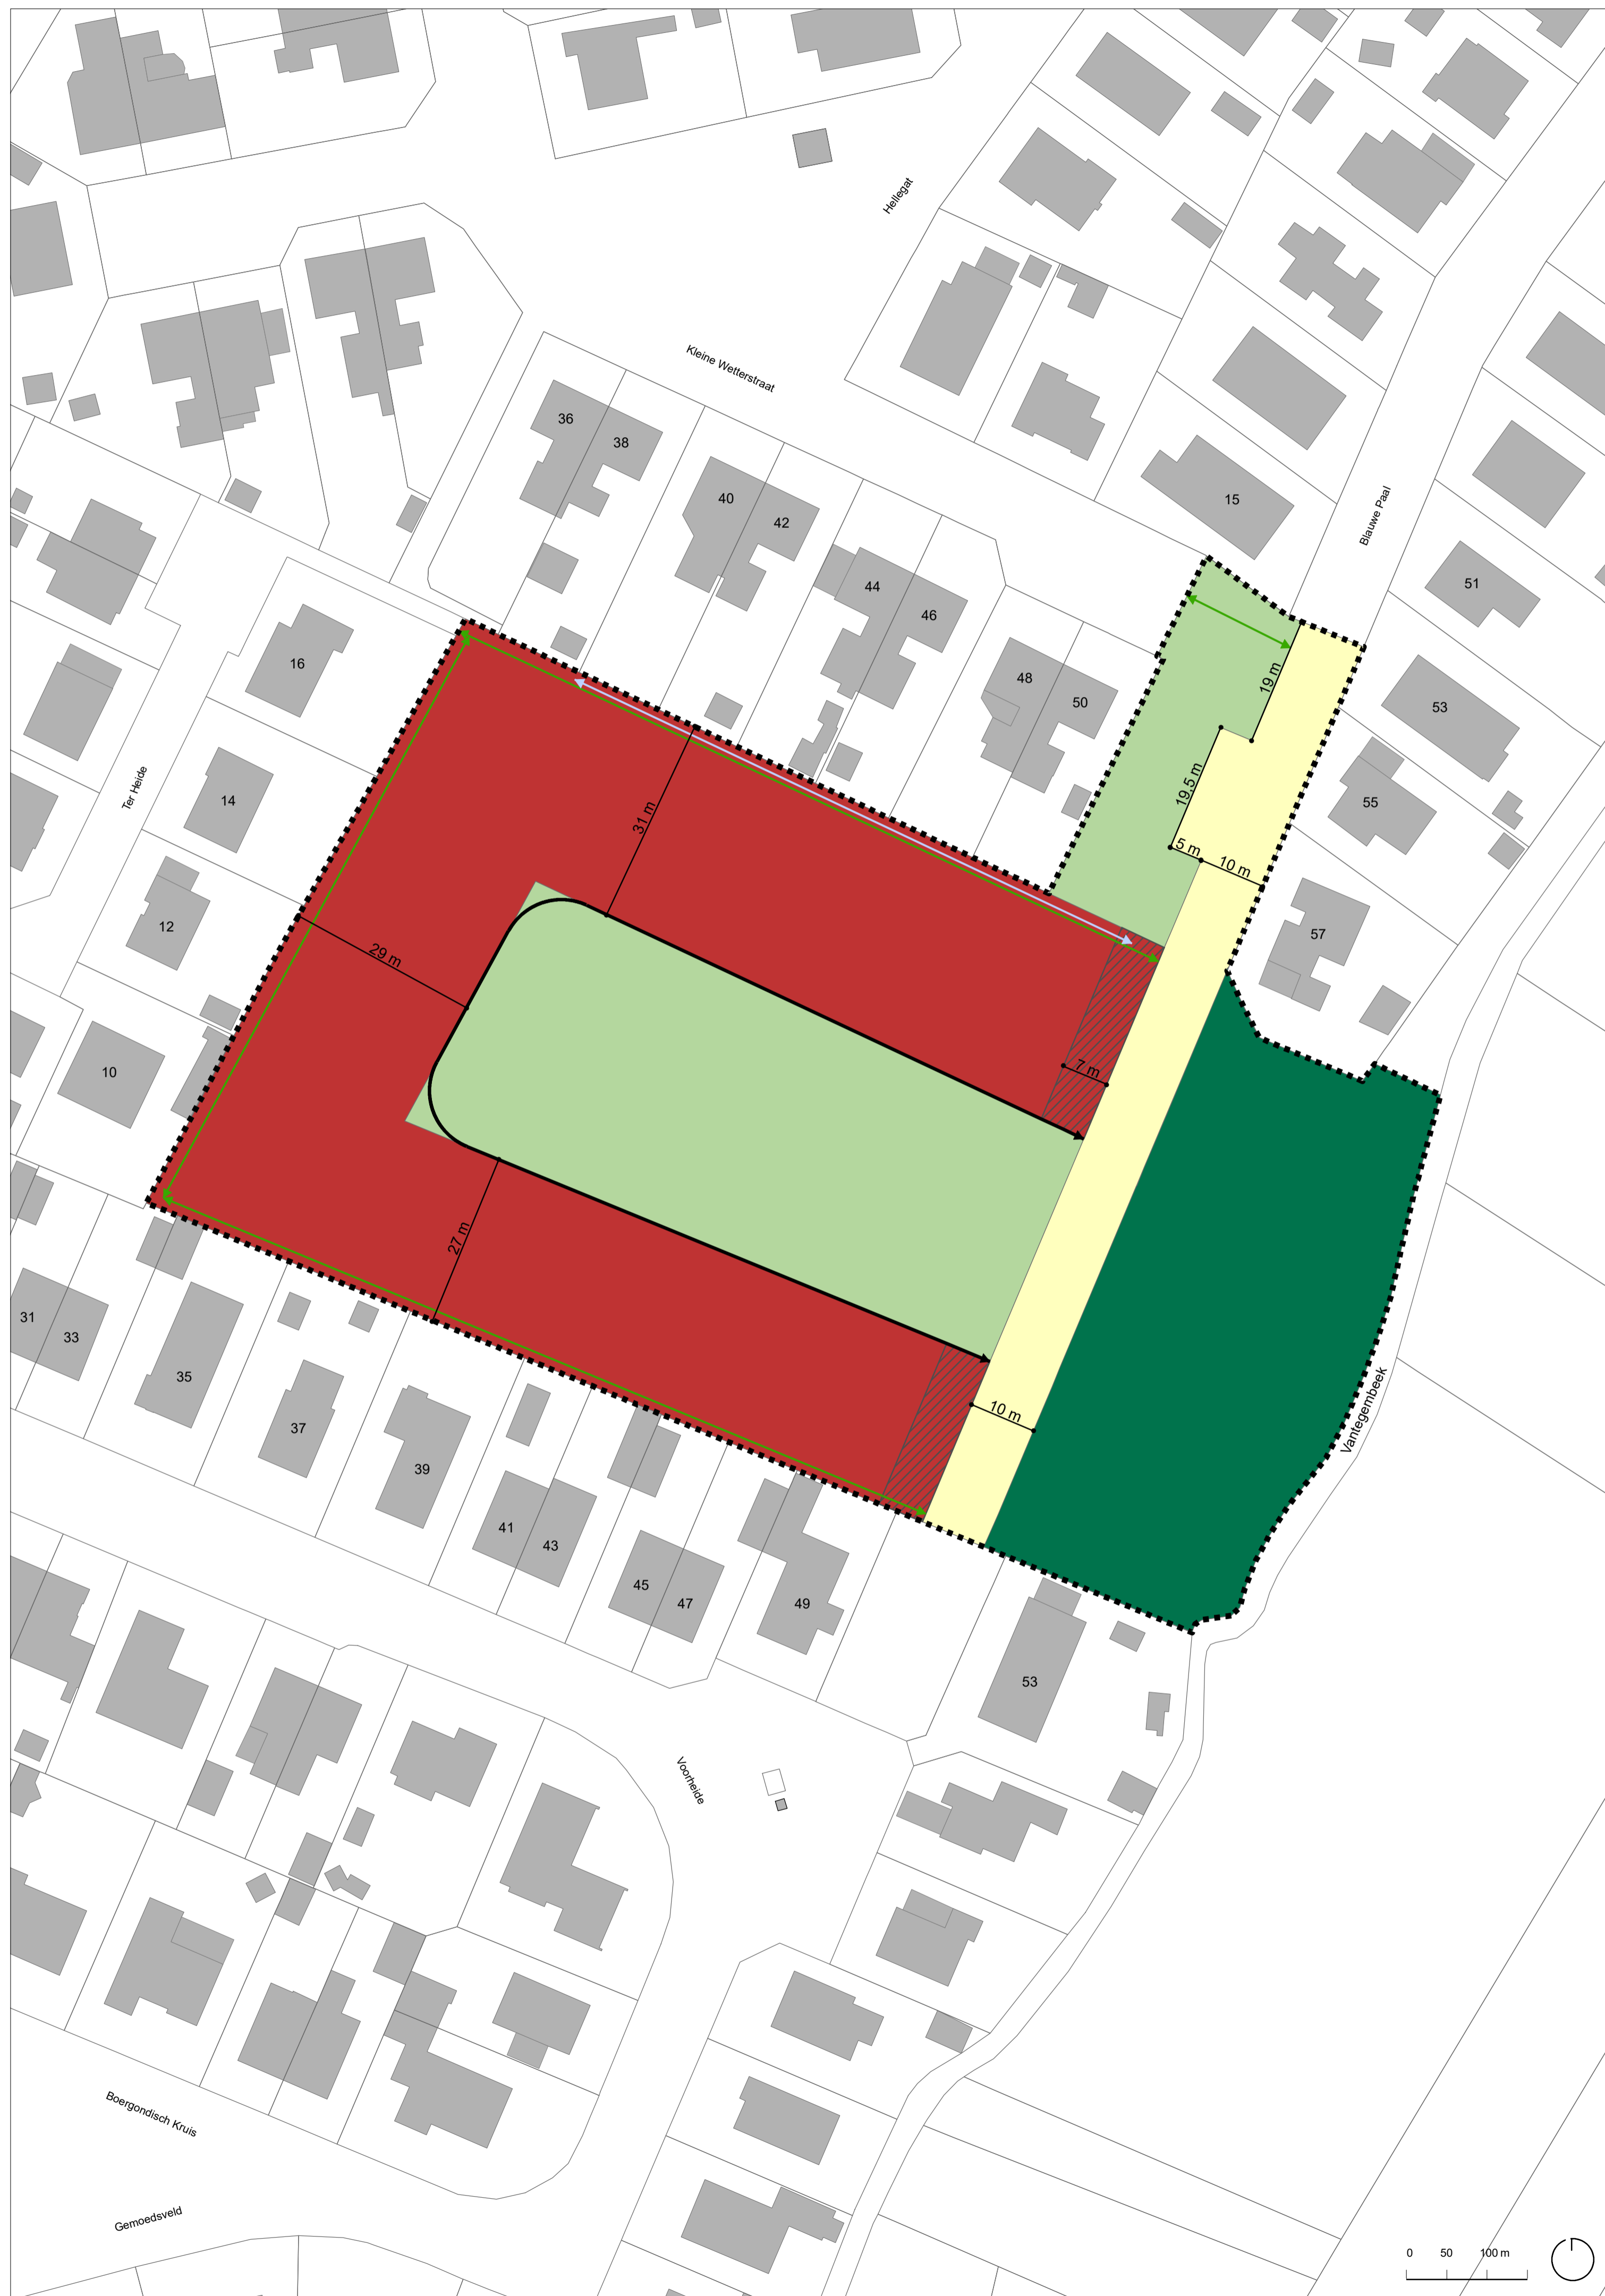 Hellegat
Kleine Wetterstraat
36
38
40
42
15
Blauwe Paal
44
46
51
16
48
50
19 m
53
Ter Heide
14
31 m
19,5 m
55
5 m
10 m
12
29 m
57
10
7 m
27 m
31
33
35
37
39
10 m
Vantegembeek
41
43
45
47
49
53
Voorheide
Boergondisch Kruis
Gemoedsveld
0 50 100 m